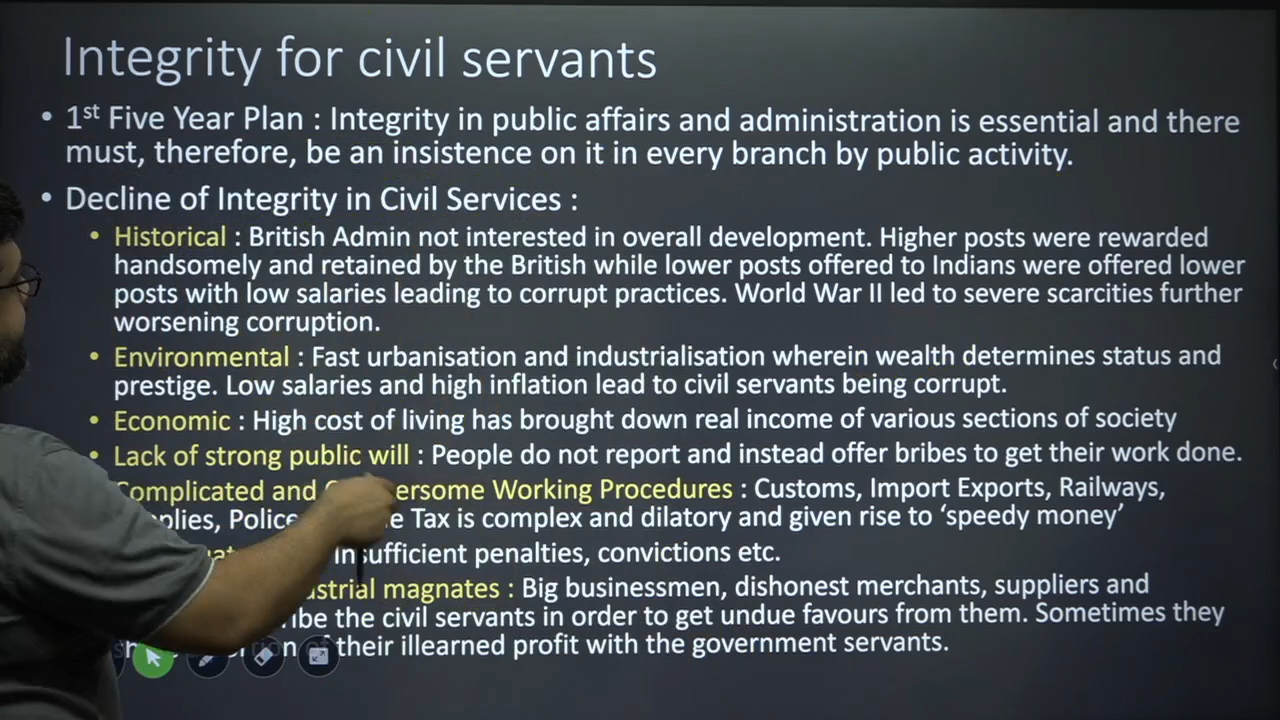 Integrity for civil servants
• 1st Five Year Plan : Integrity in public affairs and administration is essential and there
must, therefore, be an insistence on it in every branch by public activity.
• Decline of Integrity in Civil Services :
• Historical : British Admin not interested in overall development. Higher posts were rewarded
handsomely and retained by the British while lower posts offered to Indians were offered lower
posts with low salaries leading to corrupt practices. World War II led to severe scarcities further
worsening corruption.
• Environmental : Fast urbanisation and industrialisation wherein wealth determines status and
prestige. Low salaries and high inflation lead to civil servants being corrupt.
• Economic : High cost of living has brought down real income of various sections of society
• Lack of strong public will : People do not report and instead offer bribes to get their work done.
Complicated and ersome Working Procedures : Customs, Import Exports, Railways,
plies, Police Tax is complex and dilatory and given rise to ‘speedy money’
insufficient penalties, convictions etc.
ustrial magnates : Big businessmen, dishonest merchants, suppliers and
ibe the civil servants in order to get undue favours from them. Sometimes they
their illearned profit with the government servants.